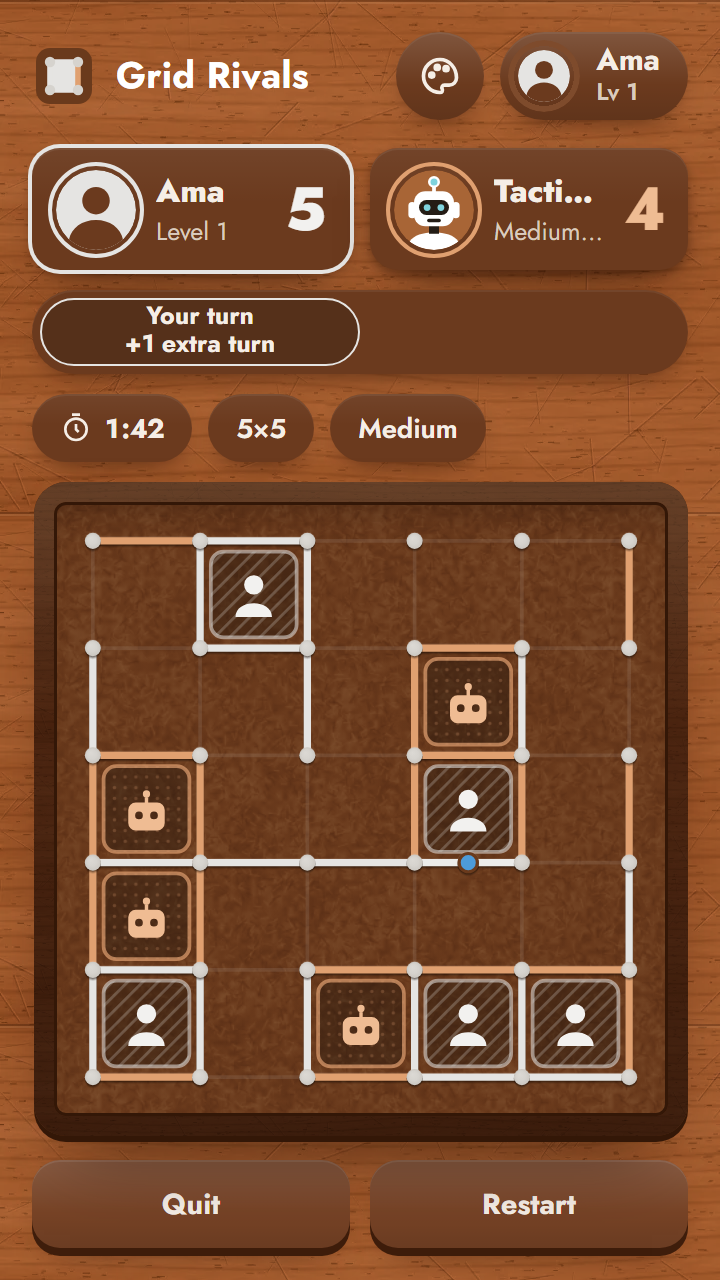 Grid Rivals
Ama
Lv 1
Ama
Level 1
5
Tacti...
Medium...
4
Your turn
+1 extra turn
1:42
5×5
Medium
Quit
Restart